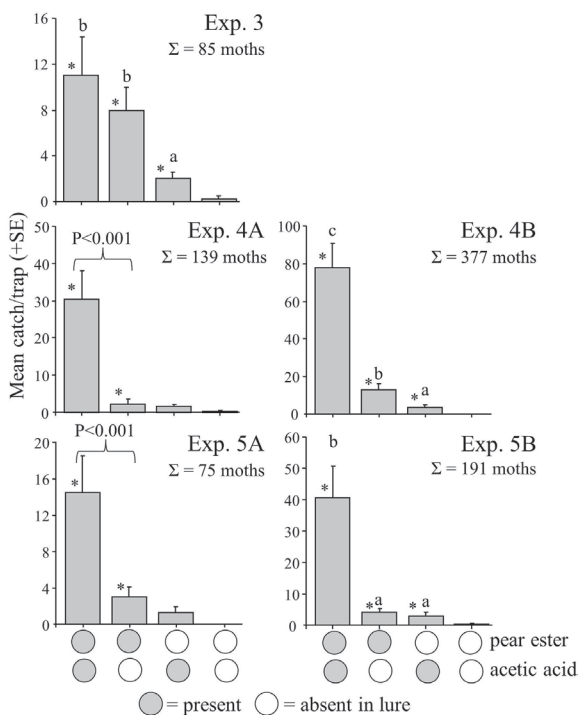 Exp. 3
Σ = 85 moths
16
12
8
4
0
b
*
b
*
a
*
Mean catch/trap (+SE)
Exp. 4A
Σ = 139 moths
P<0.001
50
40
30
20
10
0
*
*
Exp. 4B
Σ = 377 moths
100
80
60
40
20
0
c
*
b
*
a
*
Exp. 5A
Σ = 75 moths
P<0.001
20
16
12
8
4
0
*
*
Exp. 5B
Σ = 191 moths
60
50
40
30
20
10
0
b
*
*a
*a
pear ester
acetic acid
= present
= absent in lure